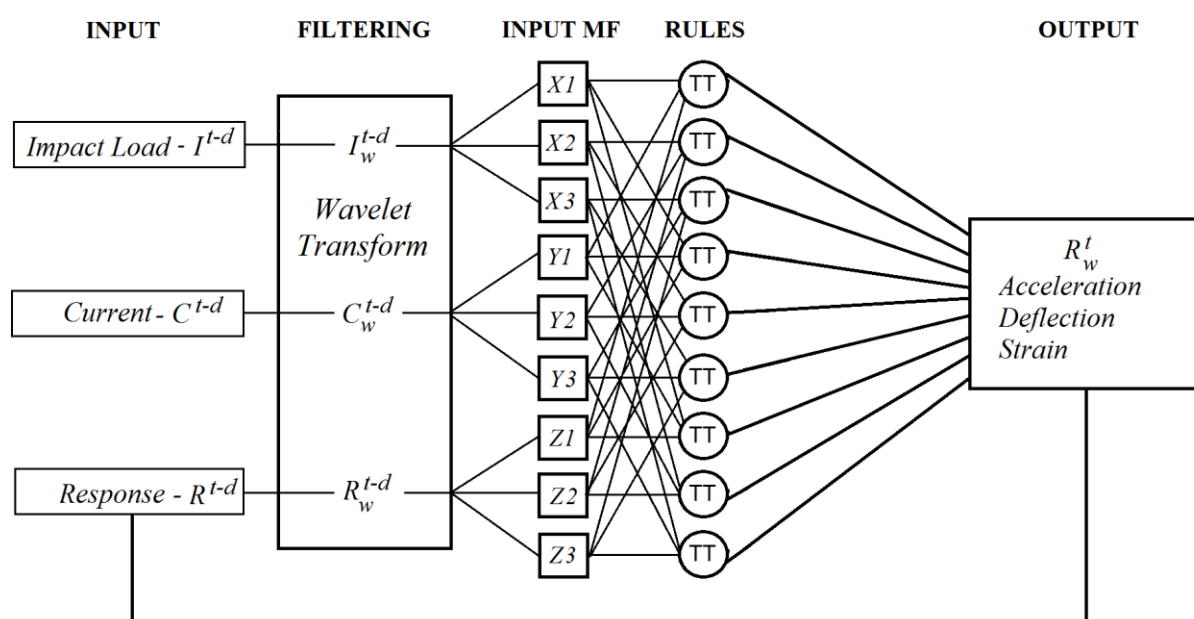 INPUT FILTERING INPUT MF RULES OUTPUT
X1 TT
Impact Load - I^{t-d} I_w^{t-d} X2 TT
X3 TT
Wavelet
Transform
Y1 TT
R_w^t
Acceleration
Deflection
Strain
Current - C^{t-d} C_w^{t-d} Y2 TT
Y3 TT
Z1 TT
Response - R^{t-d} R_w^{t-d} Z2 TT
Z3 TT